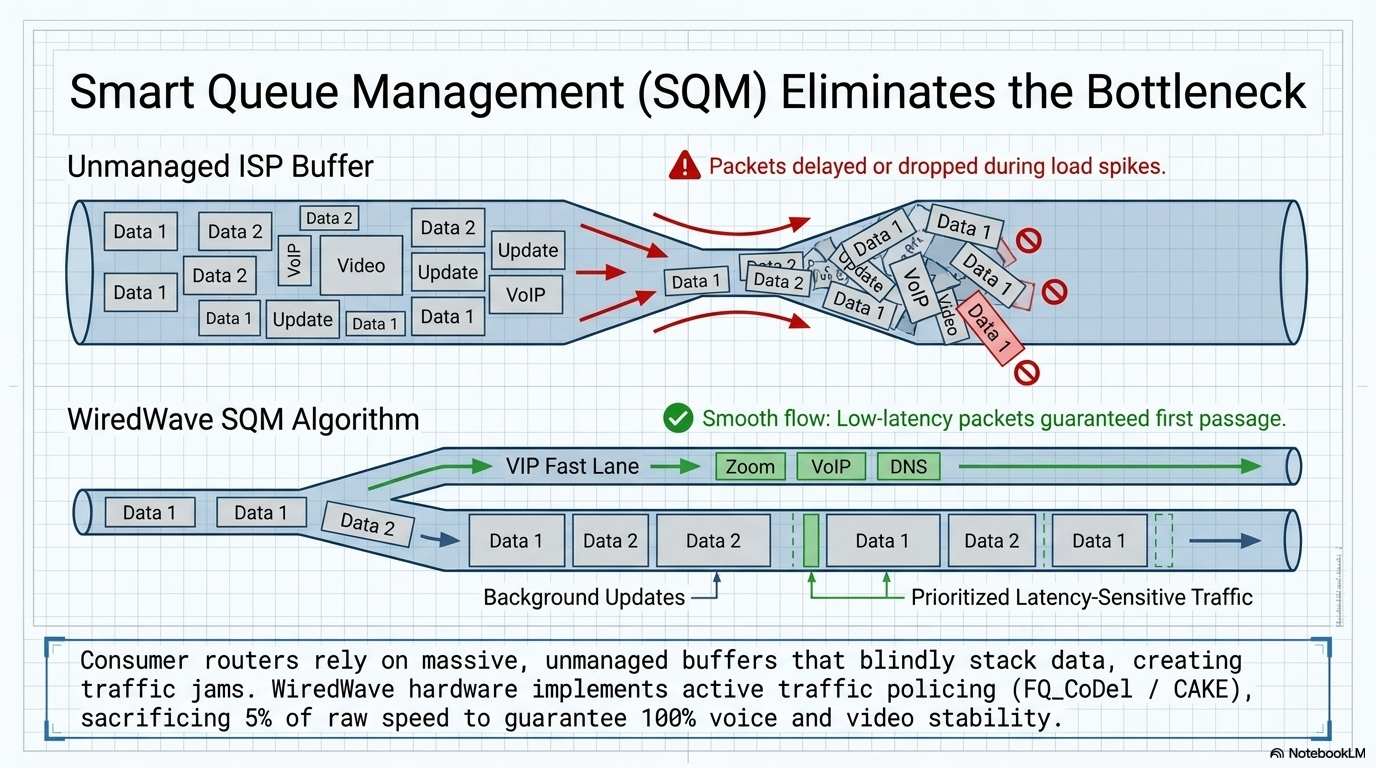 Smart Queue Management (SQM) Eliminates the Bottleneck
Unmanaged ISP Buffer
Packets delayed or dropped during load spikes.
Data 1
Data 2
Data 2
VoIP
Video
Data 2
Update
Data 2
Update
Data 1
VoIP
Data 1
Update
Data 1
Data 1
Data 1
Data 2
Data 2
Data 1
Update
Data 1
VoIP
Video
Data 1
Data 1
Data 1
WiredWave SQM Algorithm
Smooth flow: Low-latency packets guaranteed first passage.
VIP Fast Lane
Zoom
VoIP
DNS
Data 1
Data 1
Data 2
Data 1
Data 2
Data 2
Data 1
Data 2
Data 1
Background Updates
Prioritized Latency-Sensitive Traffic
Consumer routers rely on massive, unmanaged buffers that blindly stack data, creating
traffic jams. WiredWave hardware implements active traffic policing (FQ_CoDel / CAKE),
sacrificing 5% of raw speed to guarantee 100% voice and video stability.
NotebookLM